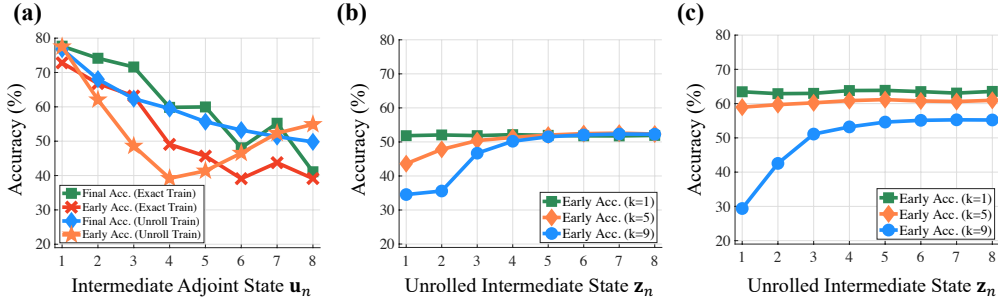 (a)
80
70
60
50
40
30
20
1 2 3 4 5 6 7 8
Accuracy (%)
Intermediate Adjoint State uₙ
Final Acc. (Exact Train)
Early Acc. (Exact Train)
Final Acc. (Unroll Train)
Early Acc. (Unroll Train)
(b)
80
70
60
50
40
30
20
1 2 3 4 5 6 7 8
Accuracy (%)
Unrolled Intermediate State zₙ
Early Acc. (k=1)
Early Acc. (k=5)
Early Acc. (k=9)
(c)
80
70
60
50
40
30
20
1 2 3 4 5 6 7 8
Accuracy (%)
Unrolled Intermediate State zₙ
Early Acc. (k=1)
Early Acc. (k=5)
Early Acc. (k=9)